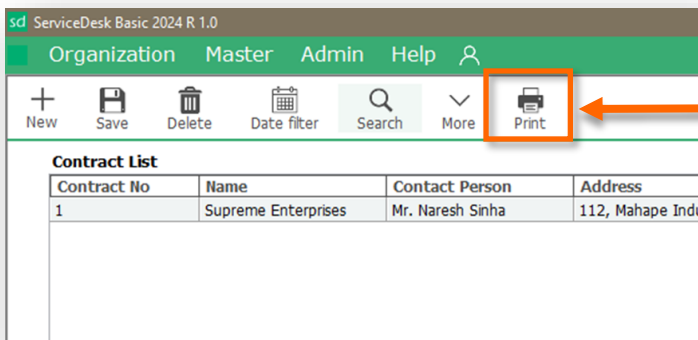 sd ServiceDesk Basic 2024 R 1.0
Organization Master Admin Help
New Save Delete Date filter Search More Print
Contract List
Contract No Name Contact Person Address
1 Supreme Enterprises Mr. Naresh Sinha 112, Mahape Indu